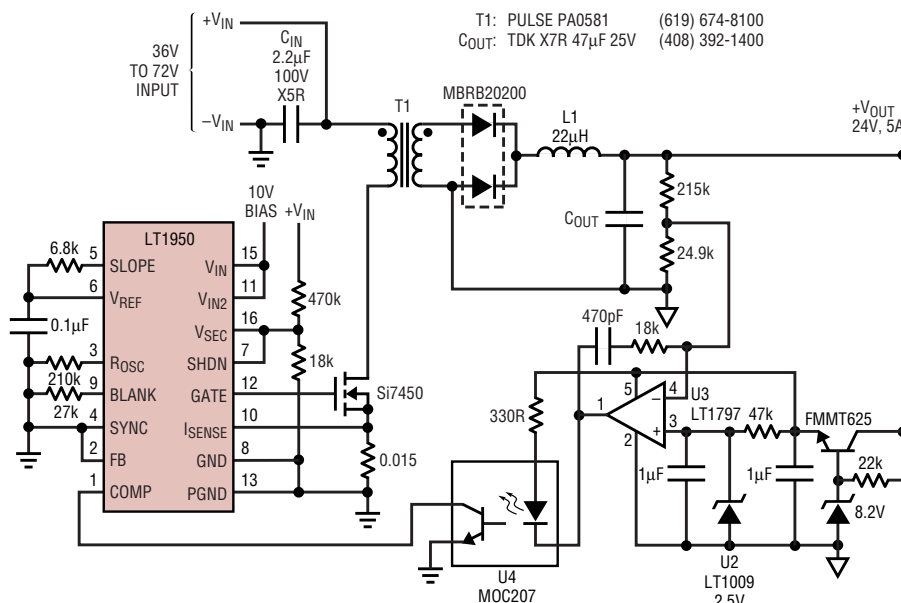 T1: PULSE PA0581 (619) 674-8100
COUT: TDK X7R 47µF 25V (408) 392-1400
+VIN
36V
TO 72V
INPUT
CIN
2.2µF
100V
X5R
–VIN
T1
MBRB20200
L1
22µH
+VOUT
24V, 5A
215k
COUT
24.9k
10V
BIAS
+VIN
LT1950
6.8k
5 SLOPE
6 VREF
0.1µF
3 ROSC
210k
9 BLANK
27k
4 SYNC
2 FB
1 COMP
VIN 15
VIN2 11
VSEC 16
SHDN 7
GATE 12
ISENSE 10
GND 8
PGND 13
470k
18k
Si7450
0.015
470pF
18k
330R
5
4
–
U3
1
3
+
LT1797
2
47k
FMMT625
1µF
1µF
22k
8.2V
U2
LT1009
2.5V
U4
MOC207